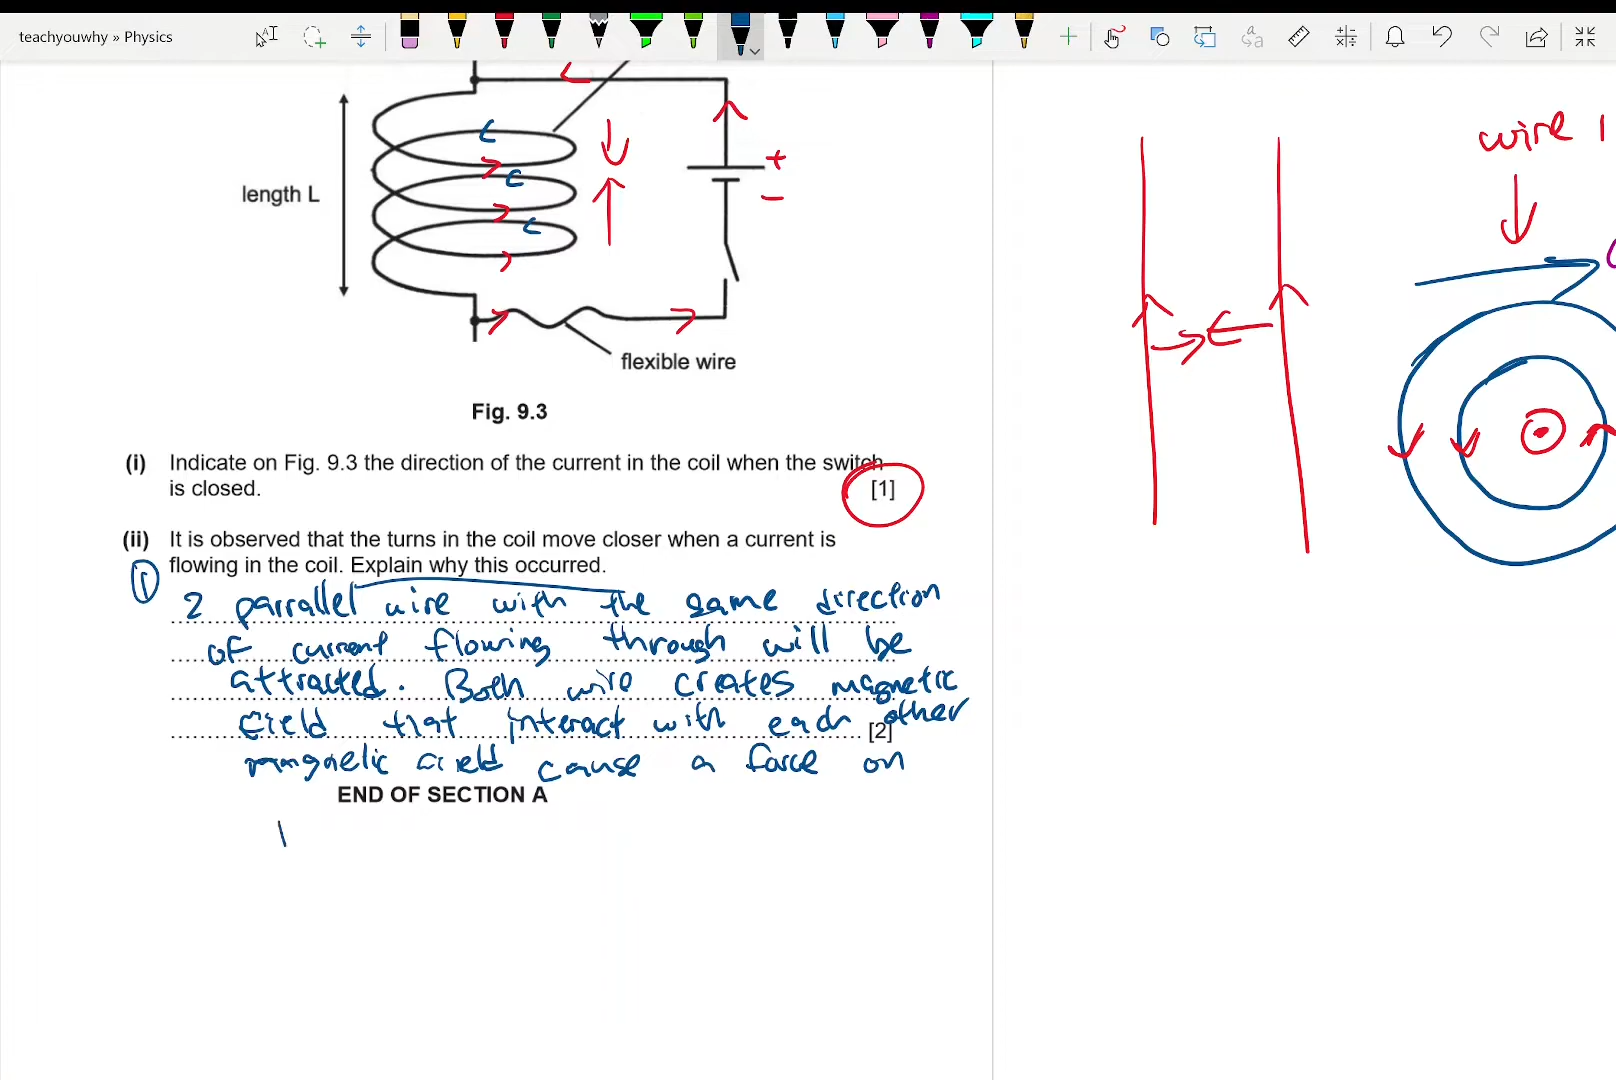 teachyouwhy » Physics
wire 1
+
length L
-
flexible wire
Fig. 9.3
(i) Indicate on Fig. 9.3 the direction of the current in the coil when the switch
is closed. [1]
(ii) It is observed that the turns in the coil move closer when a current is
flowing in the coil. Explain why this occurred.
①
2 parrallel wire with the same direction
of current flowing through will be
attracted. Both wire creates magnetic
field that interact with each other
[2]
magnetic field cause a force on
END OF SECTION A